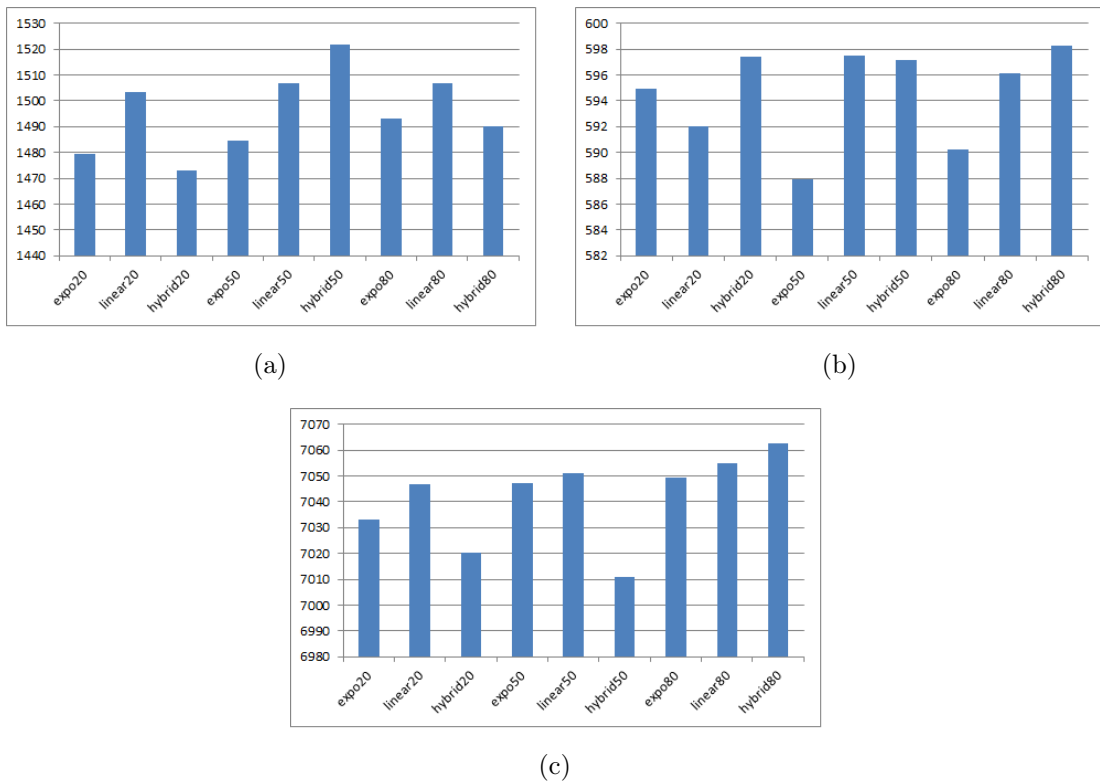 1530
1520
1510
1500
1490
1480
1470
1460
1450
1440
expo20
linear20
hybrid20
expo50
linear50
hybrid50
expo80
linear80
hybrid80
(a)
600
598
596
594
592
590
588
586
584
582
expo20
linear20
hybrid20
expo50
linear50
hybrid50
expo80
linear80
hybrid80
(b)
7070
7060
7050
7040
7030
7020
7010
7000
6990
6980
expo20
linear20
hybrid20
expo50
linear50
hybrid50
expo80
linear80
hybrid80
(c)